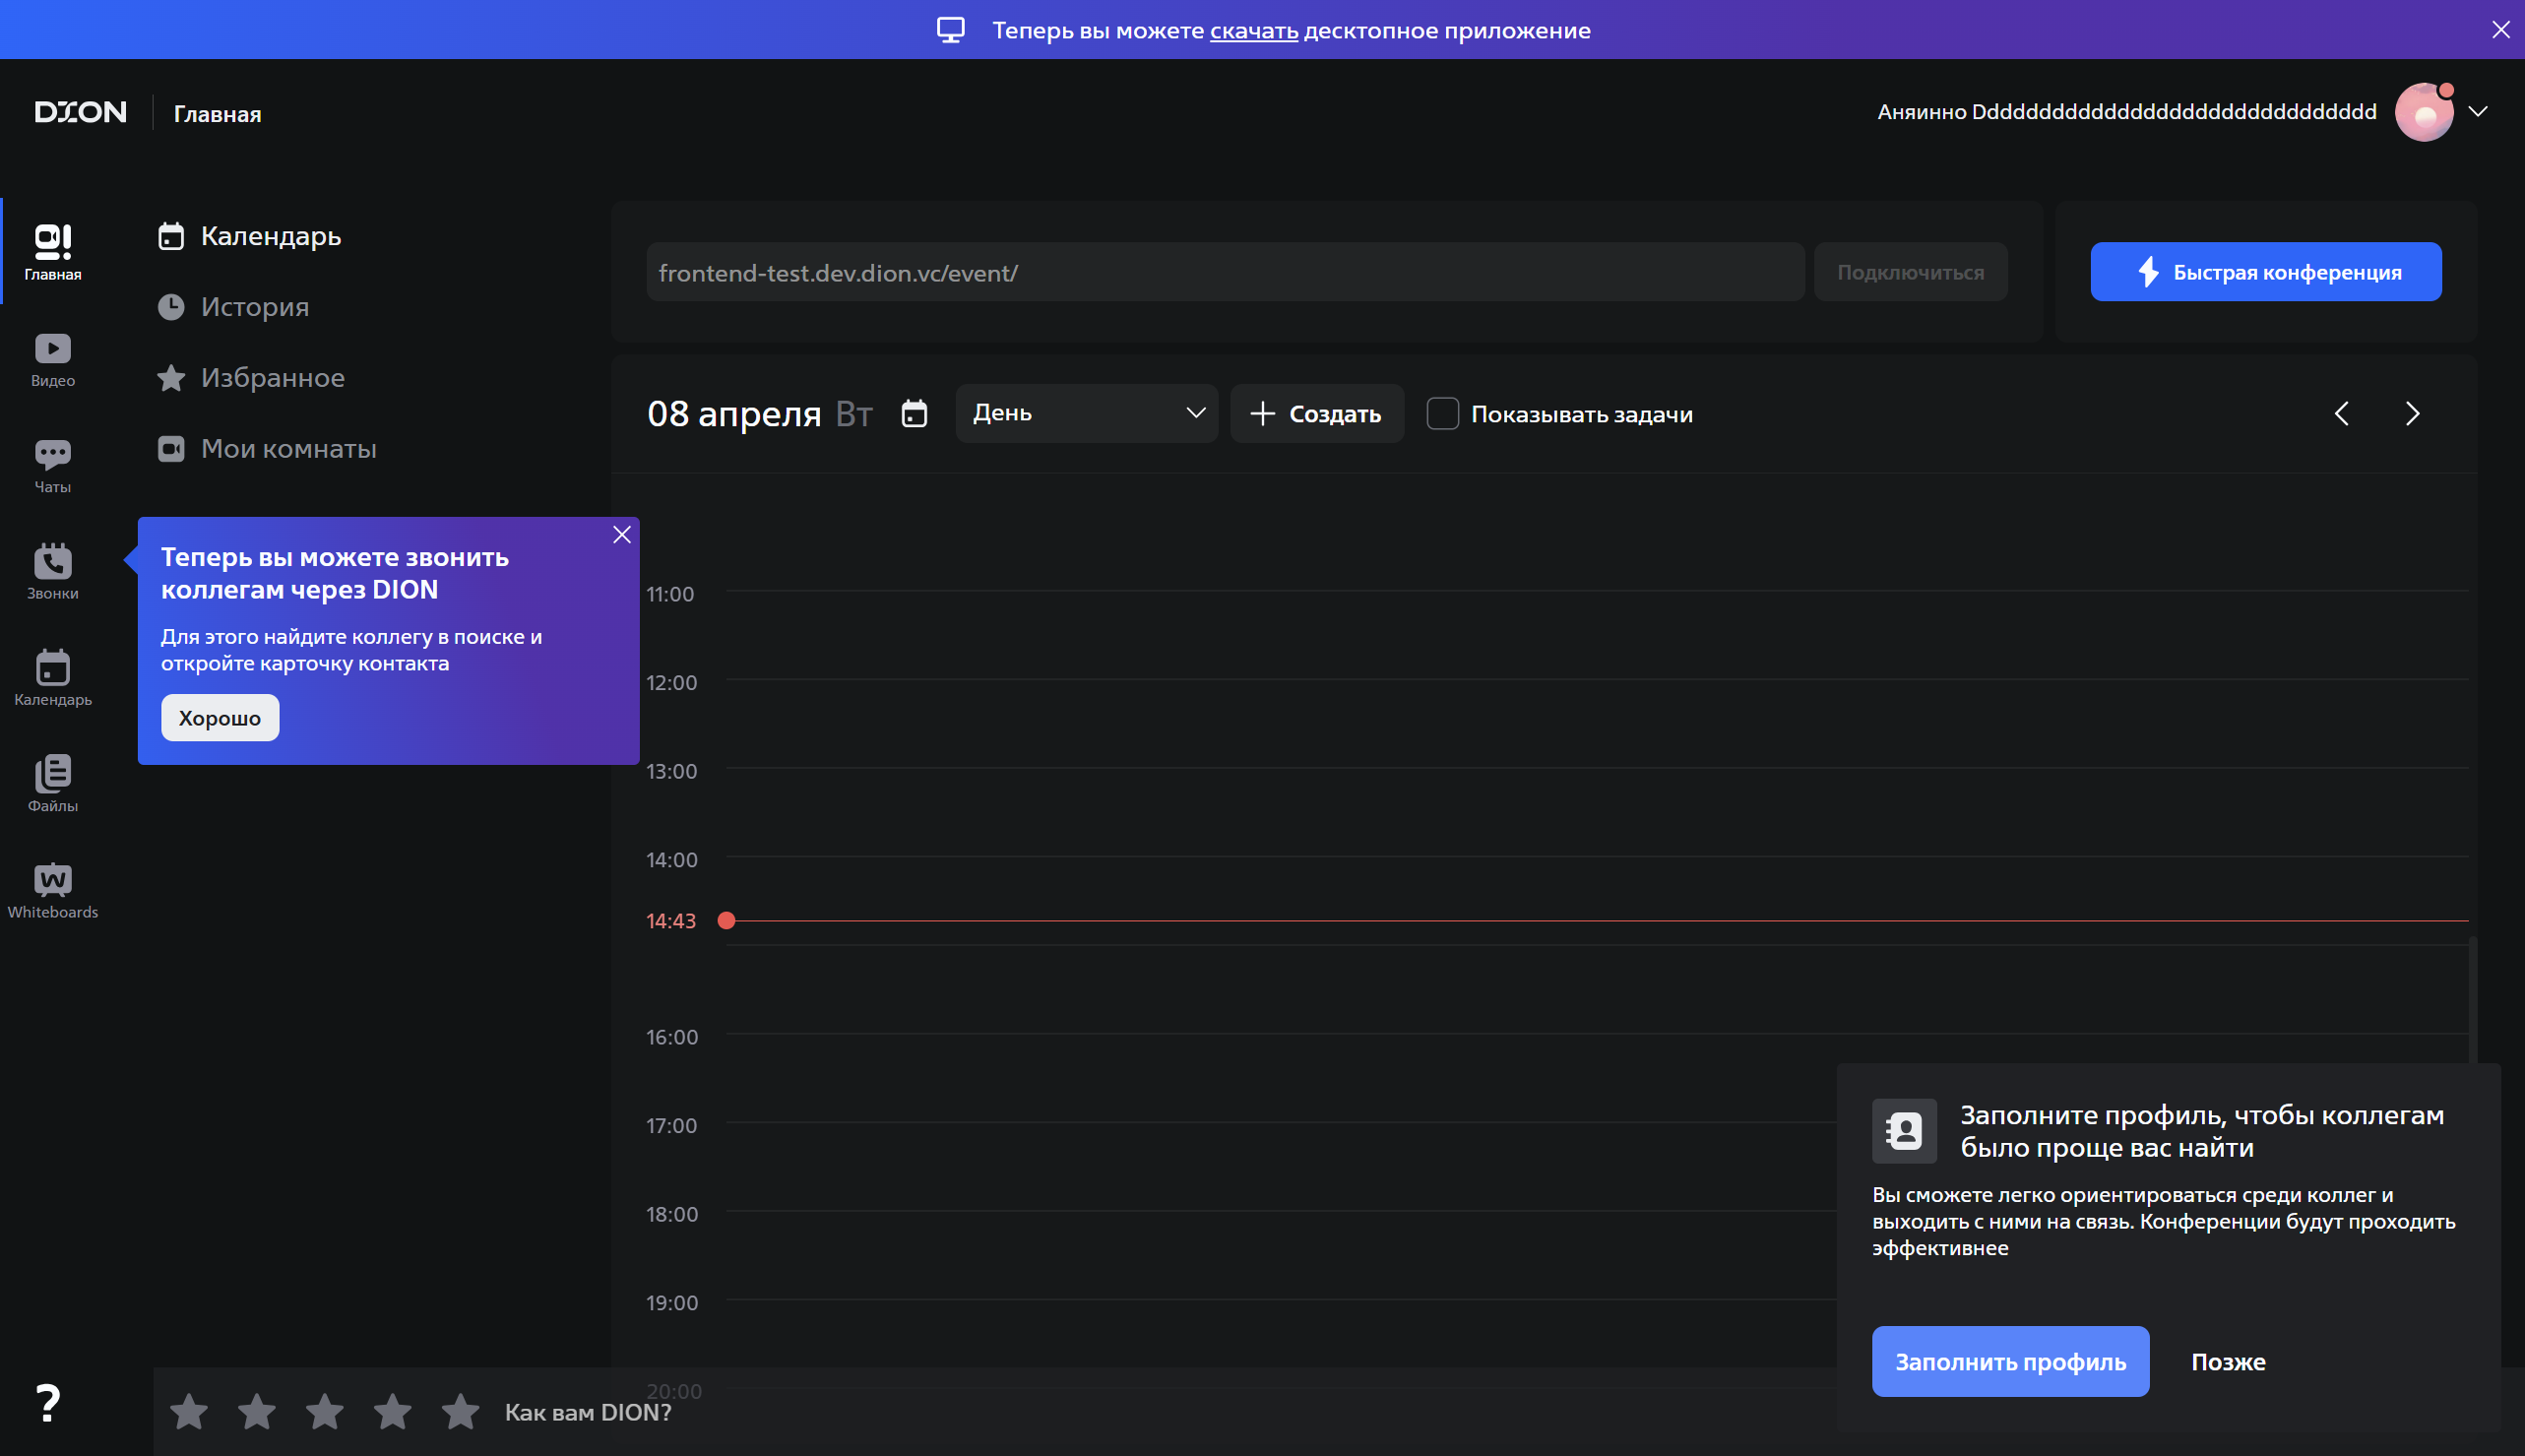 Теперь вы можете скачать десктопное приложение
DION
Главная
Аняинно Ddddddddddddddddddddddddddddddd
Главная
Видео
Чаты
Звонки
Календарь
Файлы
Whiteboards
Календарь
История
Избранное
Мои комнаты
Теперь вы можете звонить
коллегам через DION
Для этого найдите коллегу в поиске и
откройте карточку контакта
Хорошо
frontend-test.dev.dion.vc/event/
Подключиться
Быстрая конференция
08 апреля Вт
День
Создать
Показывать задачи
11:00
12:00
13:00
14:00
14:43
16:00
17:00
18:00
19:00
20:00
Заполните профиль, чтобы коллегам
было проще вас найти
Вы сможете легко ориентироваться среди коллег и
выходить с ними на связь. Конференции будут проходить
эффективнее
Заполнить профиль
Позже
?
Как вам DION?